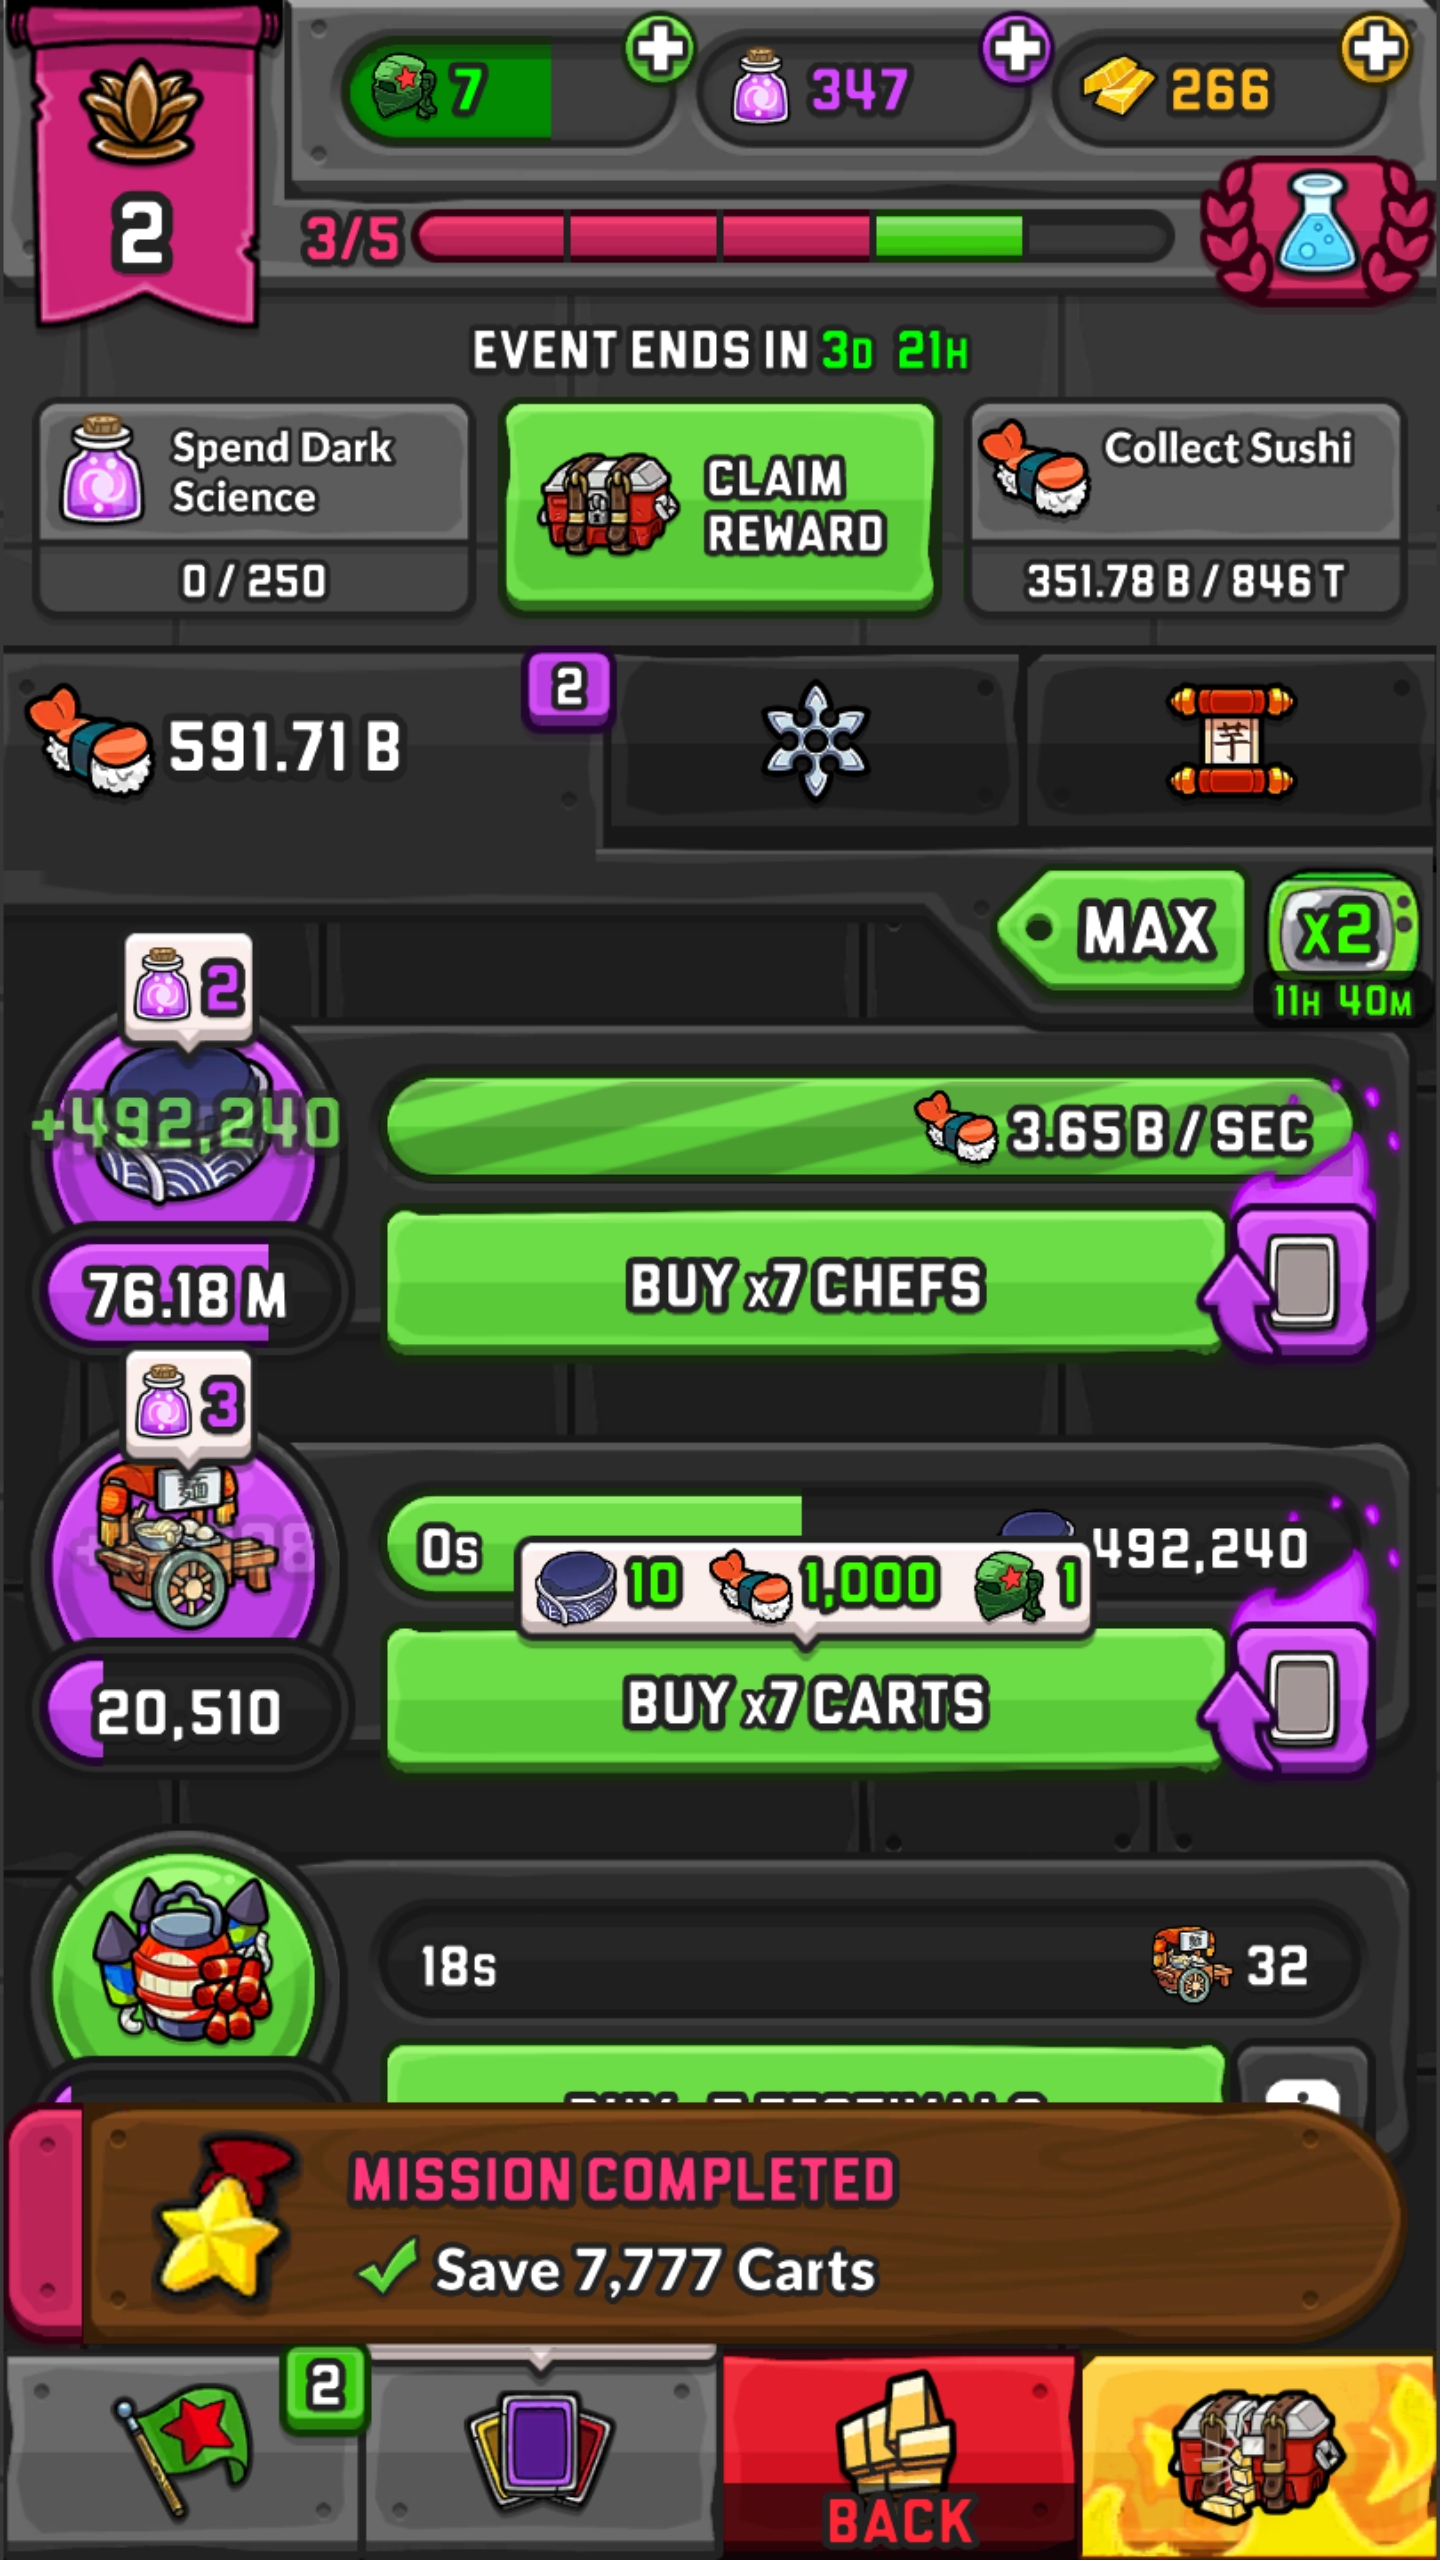 7
347
266
2
3/5
EVENT ENDS IN 3D 21H
Spend Dark
Science
0 / 250
CLAIM
REWARD
Collect Sushi
351.78 B / 846 T
591.71 B
2
芋
MAX
x2
11H 40M
2
+492,240
3.65 B / SEC
BUY x7 CHEFS
76.18 M
3
麺
0s
492,240
10
1,000
1
BUY x7 CARTS
20,510
18s
32
MISSION COMPLETED
Save 7,777 Carts
2
BACK